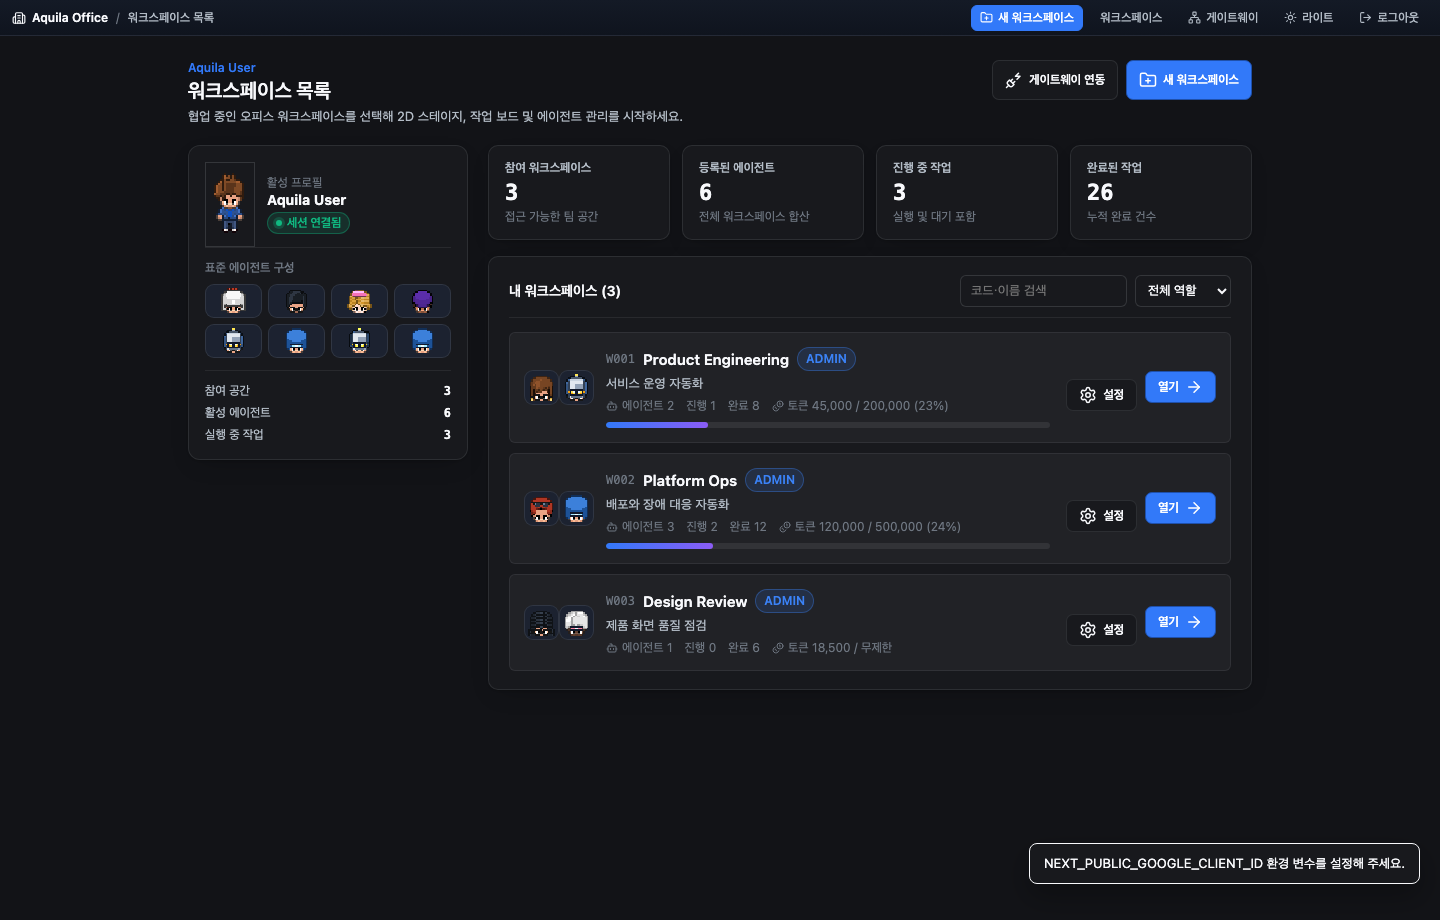 Aquila Office / 워크스페이스 목록
새 워크스페이스
워크스페이스
게이트웨이
라이트
로그아웃
Aquila User
워크스페이스 목록
협업 중인 오피스 워크스페이스를 선택해 2D 스테이지, 작업 보드 및 에이전트 관리를 시작하세요.
게이트웨이 연동
새 워크스페이스
활성 프로필
Aquila User
세션 연결됨
표준 에이전트 구성
참여 공간 3
활성 에이전트 6
실행 중 작업 3
참여 워크스페이스
3
접근 가능한 팀 공간
등록된 에이전트
6
전체 워크스페이스 합산
진행 중 작업
3
실행 및 대기 포함
완료된 작업
26
누적 완료 건수
내 워크스페이스 (3)
코드·이름 검색
전체 역할
W001 Product Engineering ADMIN
서비스 운영 자동화
에이전트 2 진행 1 완료 8 토큰 45,000 / 200,000 (23%)
설정
열기
W002 Platform Ops ADMIN
배포와 장애 대응 자동화
에이전트 3 진행 2 완료 12 토큰 120,000 / 500,000 (24%)
설정
열기
W003 Design Review ADMIN
제품 화면 품질 점검
에이전트 1 진행 0 완료 6 토큰 18,500 / 무제한
설정
열기
NEXT_PUBLIC_GOOGLE_CLIENT_ID 환경 변수를 설정해 주세요.